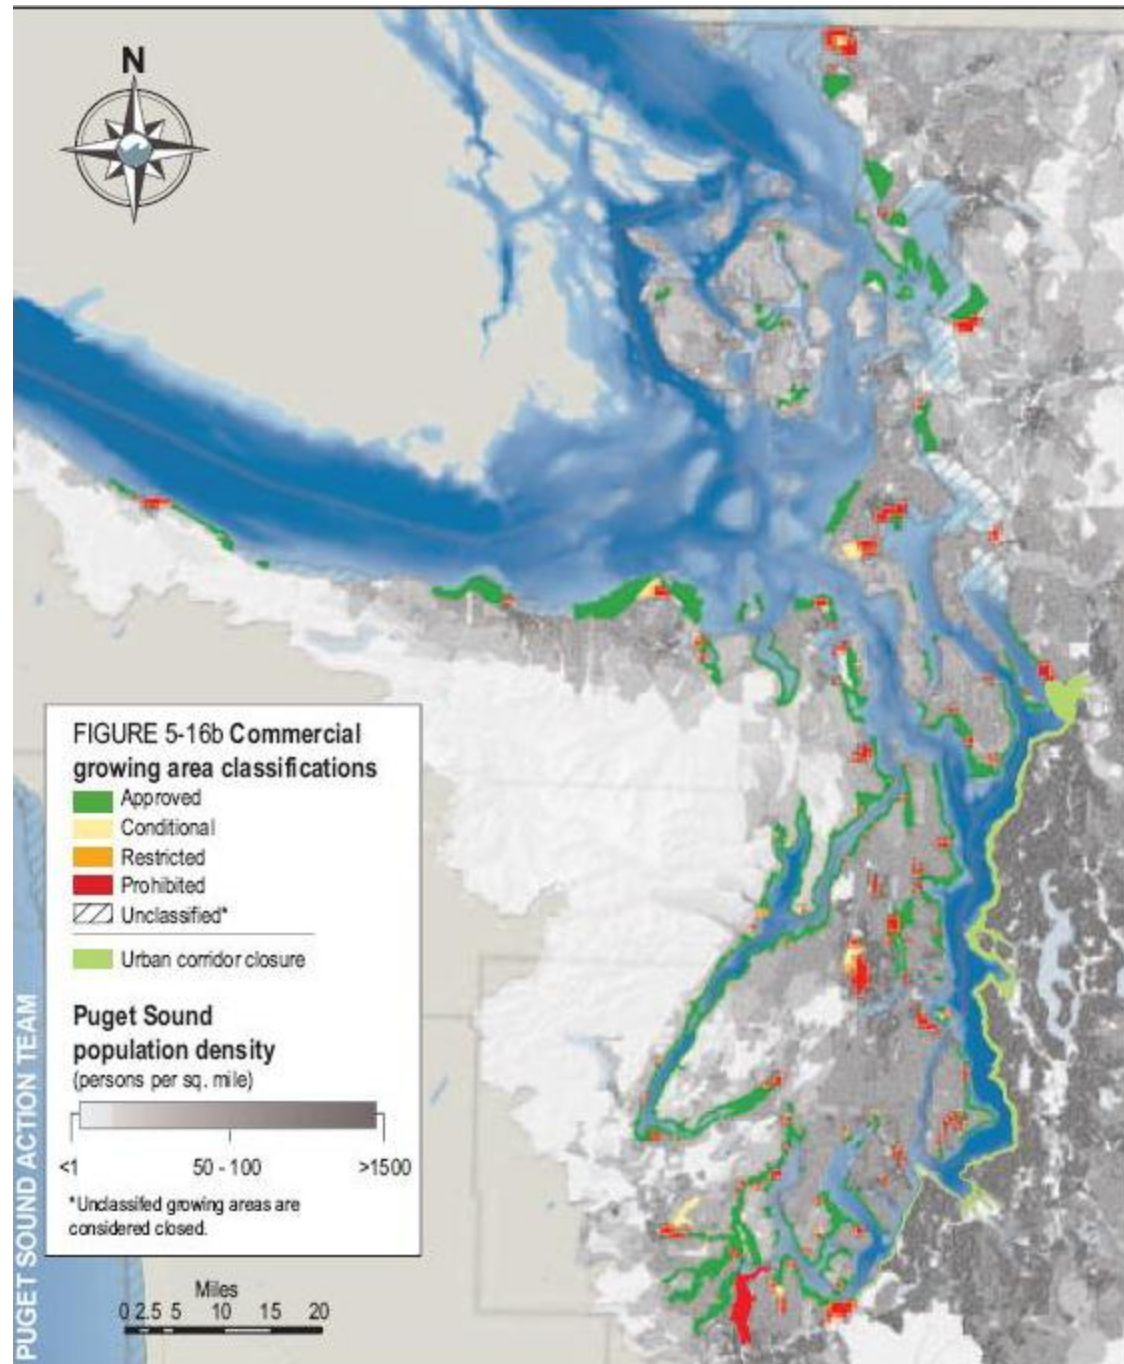 N
FIGURE 5-16b Commercial
growing area classifications
Approved
Conditional
Restricted
Prohibited
Unclassified*
Urban corridor closure
Puget Sound
population density
(persons per sq. mile)
<1 50 - 100 >1500
*Unclassifed growing areas are
considered closed.
Miles
0 2.5 5 10 15 20
PUGET SOUND ACTION TEAM